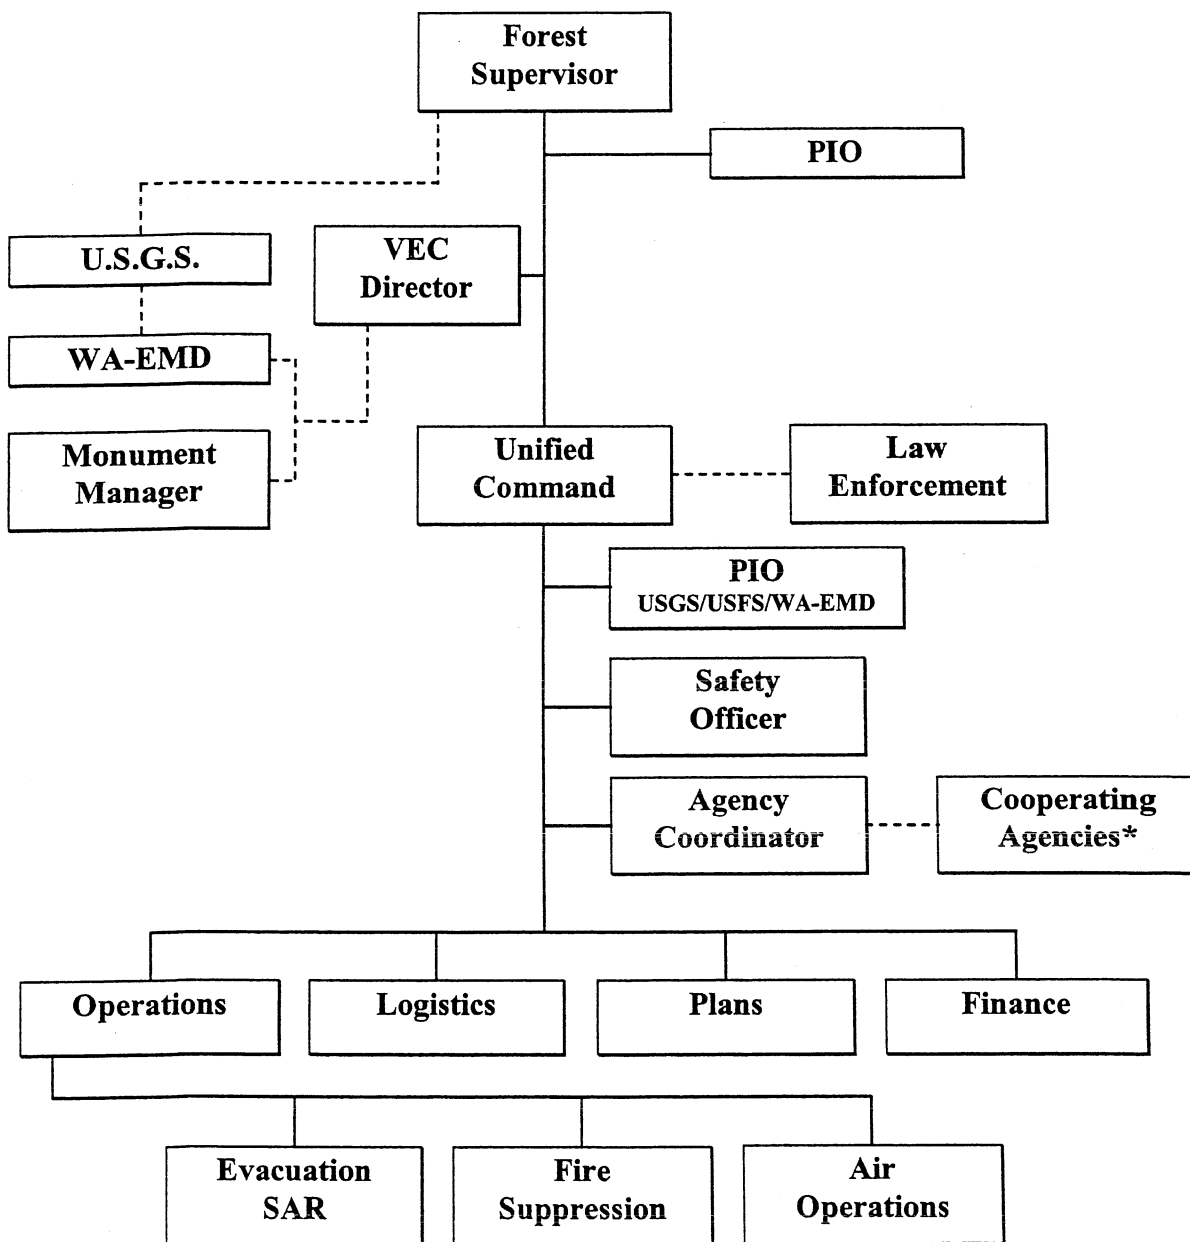 Forest
Supervisor
PIO
U.S.G.S.
VEC
Director
WA-EMD
Monument
Manager
Unified
Command
Law
Enforcement
PIO
USGS/USFS/WA-EMD
Safety
Officer
Agency
Coordinator
Cooperating
Agencies*
Operations
Logistics
Plans
Finance
Evacuation
SAR
Fire
Suppression
Air
Operations